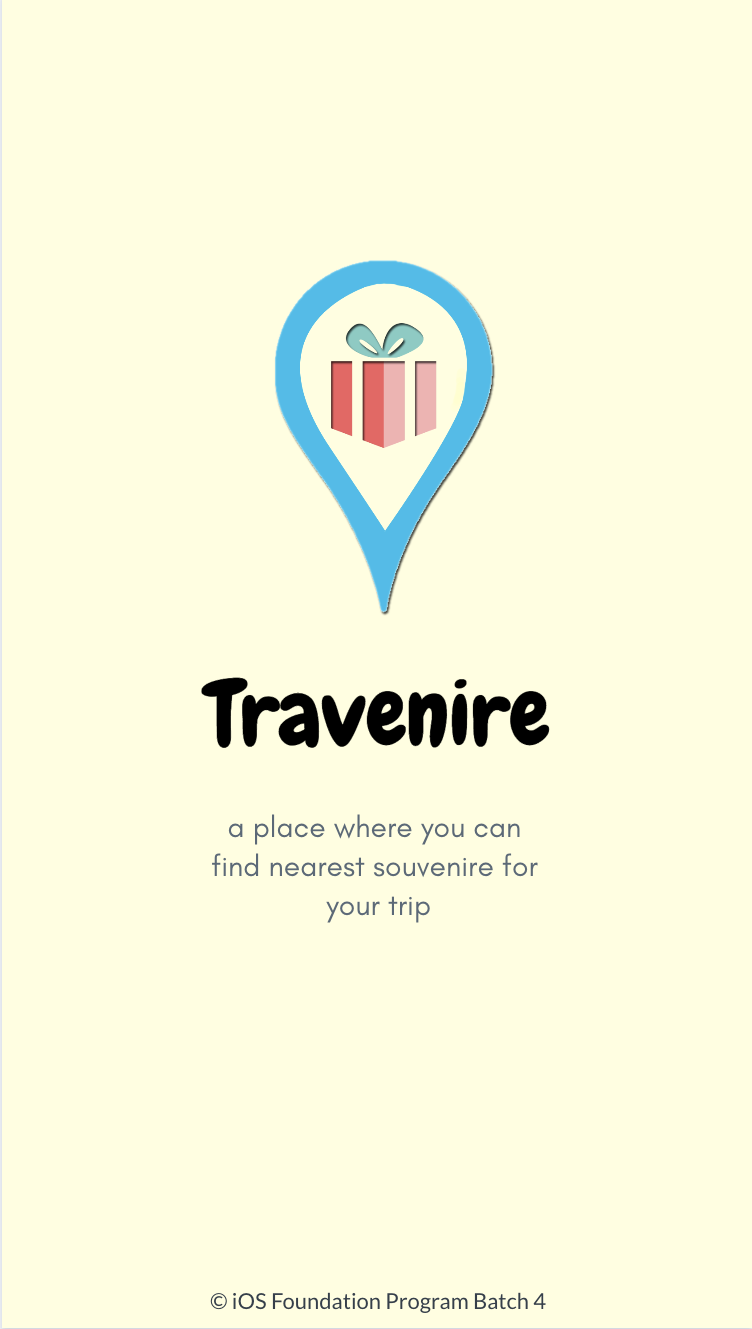 Travenire
a place where you can
find nearest souvenire for
your trip
© iOS Foundation Program Batch 4